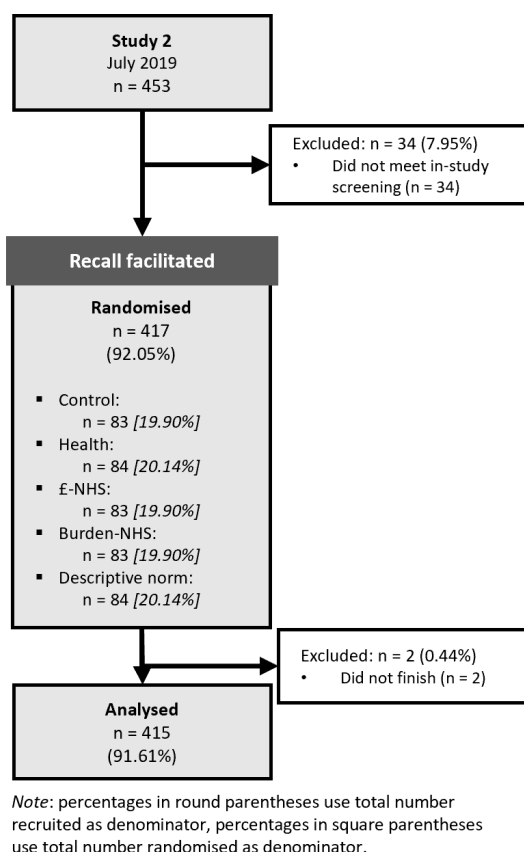 Study 2
July 2019
n = 453
Excluded: n = 34 (7.95%)
• Did not meet in-study
screening (n = 34)
Recall facilitated
Randomised
n = 417
(92.05%)
▪ Control:
n = 83 [19.90%]
▪ Health:
n = 84 [20.14%]
▪ £-NHS:
n = 83 [19.90%]
▪ Burden-NHS:
n = 83 [19.90%]
▪ Descriptive norm:
n = 84 [20.14%]
Excluded: n = 2 (0.44%)
• Did not finish (n = 2)
Analysed
n = 415
(91.61%)
Note: percentages in round parentheses use total number
recruited as denominator, percentages in square parentheses
use total number randomised as denominator.